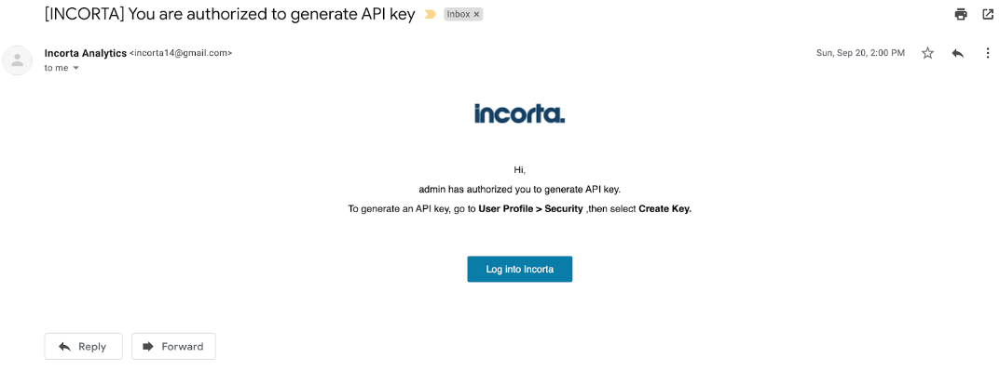 [INCORTA] You are authorized to generate API key Inbox ×
Incorta Analytics <incorta14@gmail.com> Sun, Sep 20, 2:00 PM
to me
incorta.
Hi,
admin has authorized you to generate API key.
To generate an API key, go to User Profile > Security ,then select Create Key.
Log into Incorta
Reply Forward